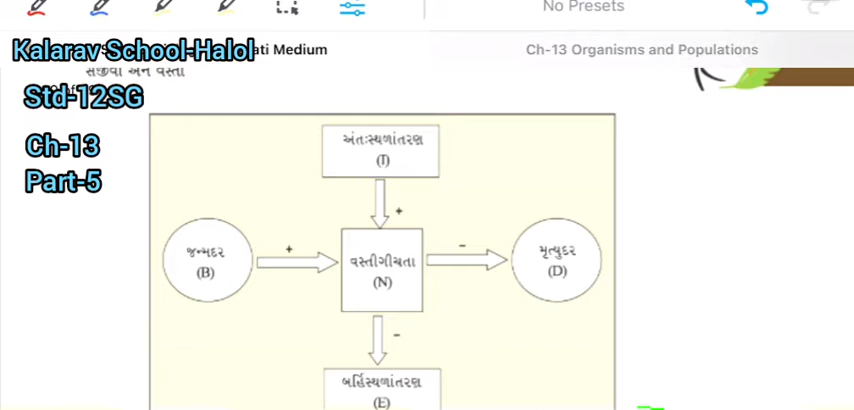 No Presets
Kalarav School-Halol
ati Medium
Ch-13 Organisms and Populations
Std-12SG
Ch-13
Part-5
અંતઃસ્થળાંતરણ
(I)
+
જન્મદર
(B)
+
વસ્તીગીચતા
(N)
–
મૃત્યુદર
(D)
–
બર્હિસ્થળાંતરણ
(E)